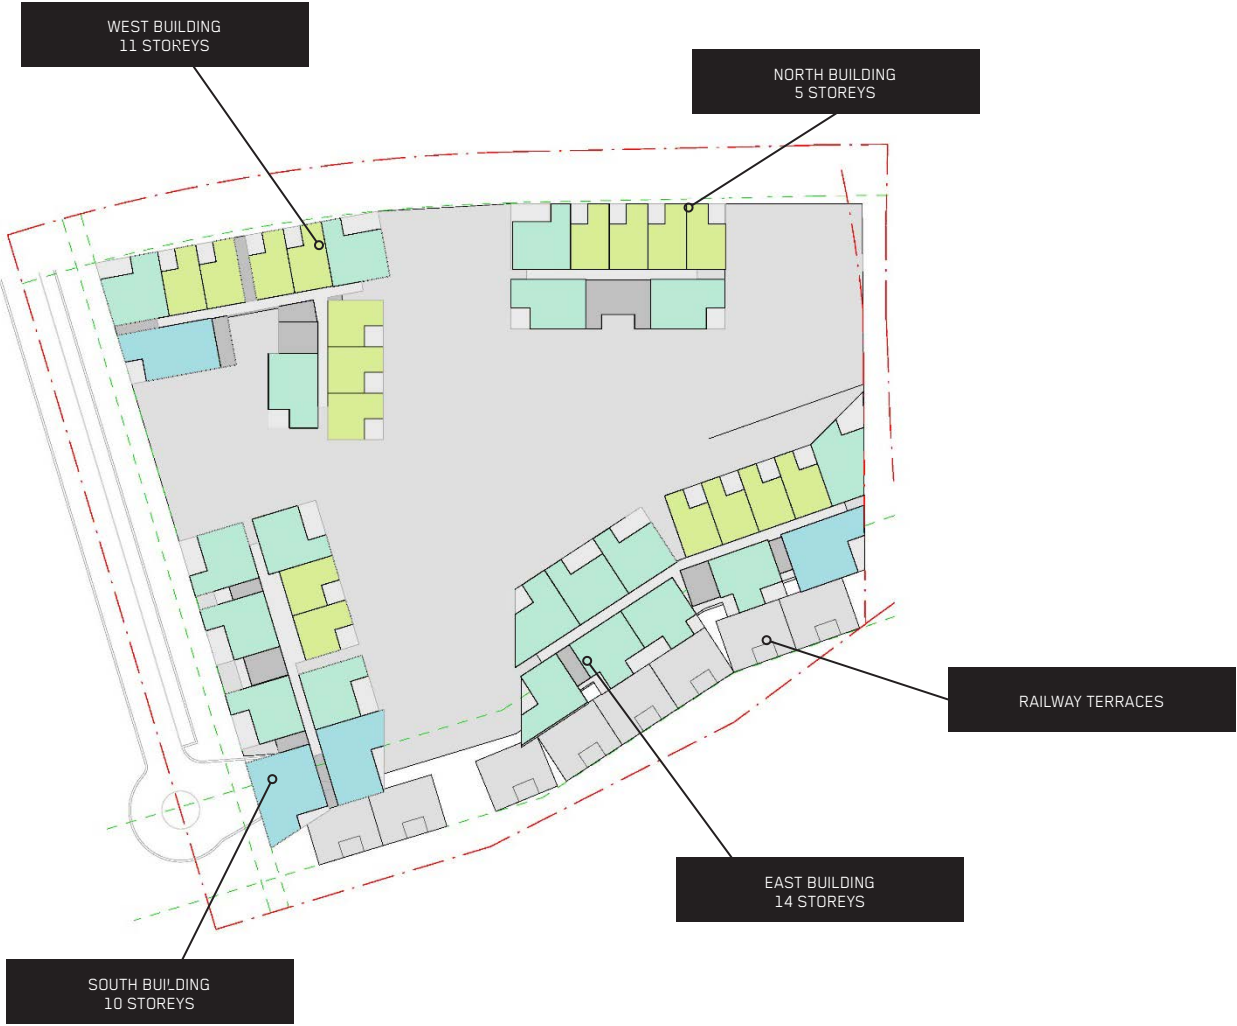 WEST BUILDING
11 STOREYS
NORTH BUILDING
5 STOREYS
RAILWAY TERRACES
EAST BUILDING
14 STOREYS
SOUTH BUILDING
10 STOREYS